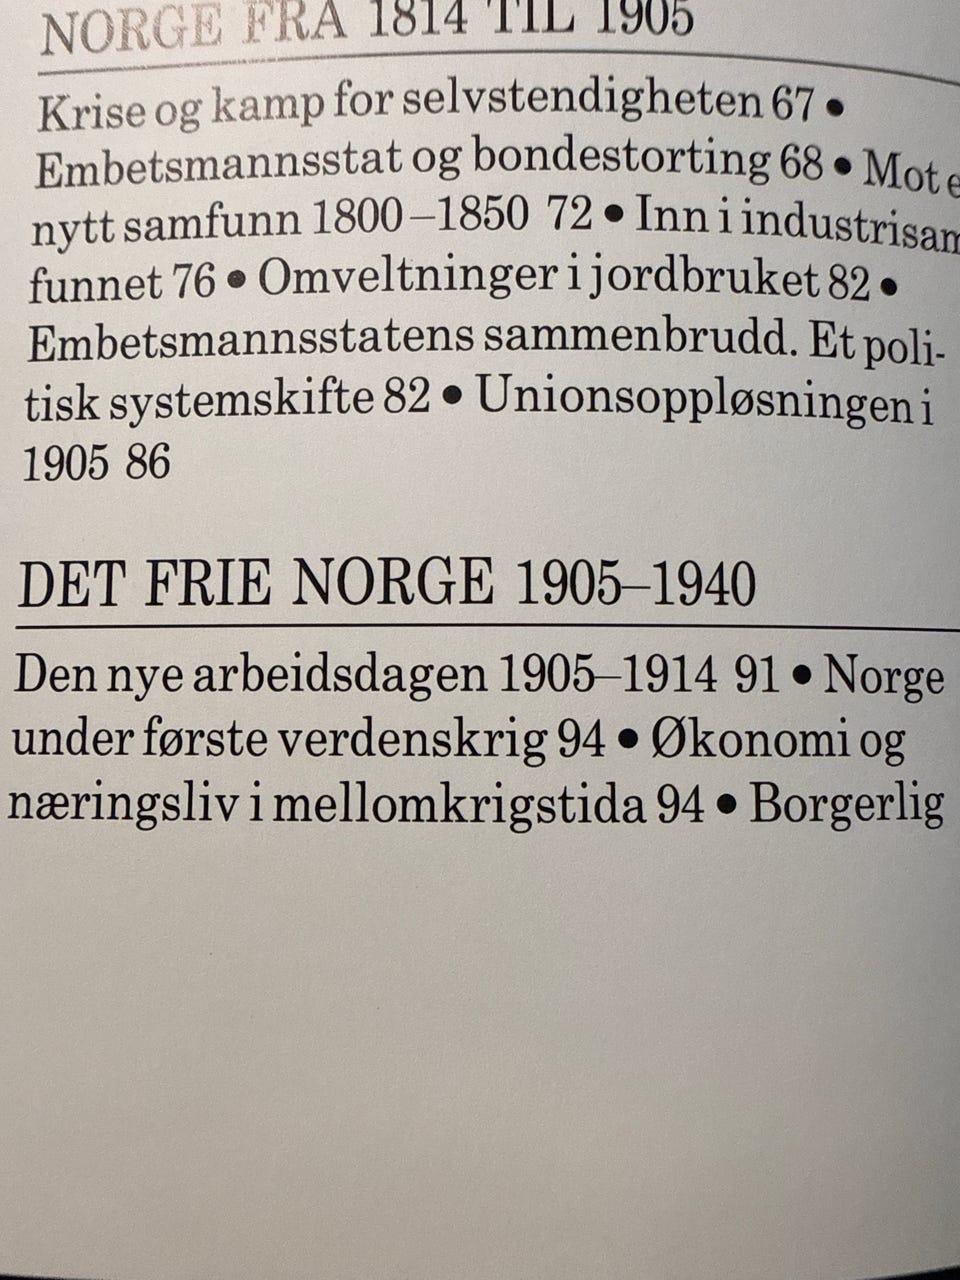 NORGE FRA 1814 TIL 1905
Krise og kamp for selvstendigheten 67 •
Embetsmannsstat og bondestorting 68 • Mot e
nytt samfunn 1800–1850 72 • Inn i industrisam
funnet 76 • Omveltninger i jordbruket 82 •
Embetsmannsstatens sammenbrudd. Et poli-
tisk systemskifte 82 • Unionsoppløsningen i
1905 86
DET FRIE NORGE 1905–1940
Den nye arbeidsdagen 1905–1914 91 • Norge
under første verdenskrig 94 • Økonomi og
næringsliv i mellomkrigstida 94 • Borgerlig